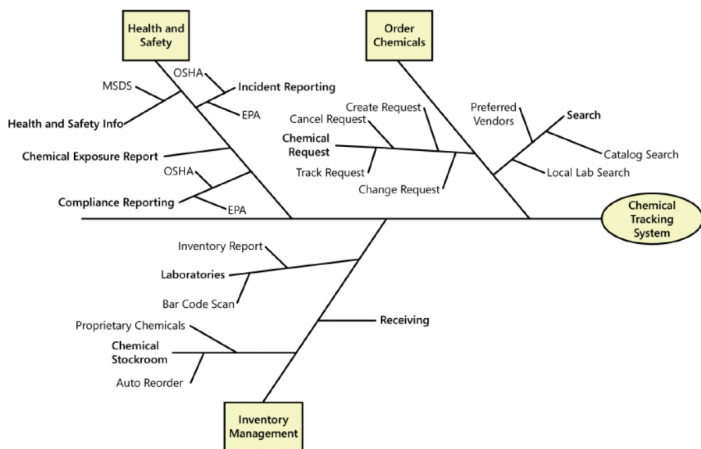 Health and
Safety
Order
Chemicals
OSHA
MSDS
Incident Reporting
EPA
Health and Safety Info
Chemical Exposure Report
OSHA
Compliance Reporting
EPA
Create Request
Cancel Request
Chemical
Request
Track Request
Change Request
Preferred
Vendors
Search
Catalog Search
Local Lab Search
Chemical
Tracking
System
Inventory Report
Laboratories
Bar Code Scan
Receiving
Proprietary Chemicals
Chemical
Stockroom
Auto Reorder
Inventory
Management